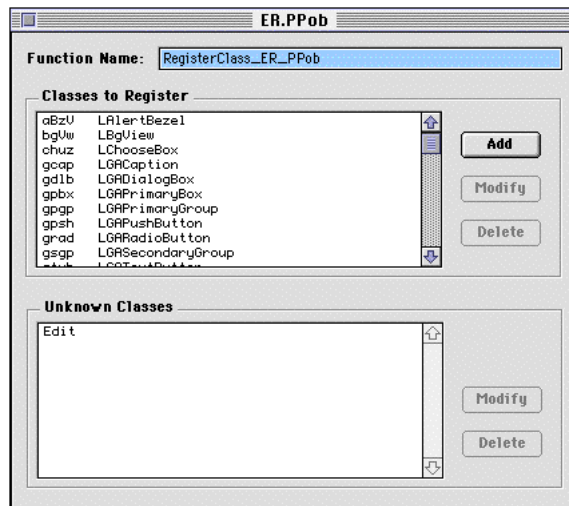 ER.PPob
Function Name: RegisterClass_ER_PPob
Classes to Register
aBzV LAlertBezel
bgVw LBgView
chuz LChooseBox
gcap LGACaption
gdlb LGADialogBox
gpbx LGAPrimaryBox
gpgp LGAPrimaryGroup
gpsh LGAPushButton
grad LGARadioButton
gsgp LGASecondaryGroup
Add
Modify
Delete
Unknown Classes
Edit
Modify
Delete